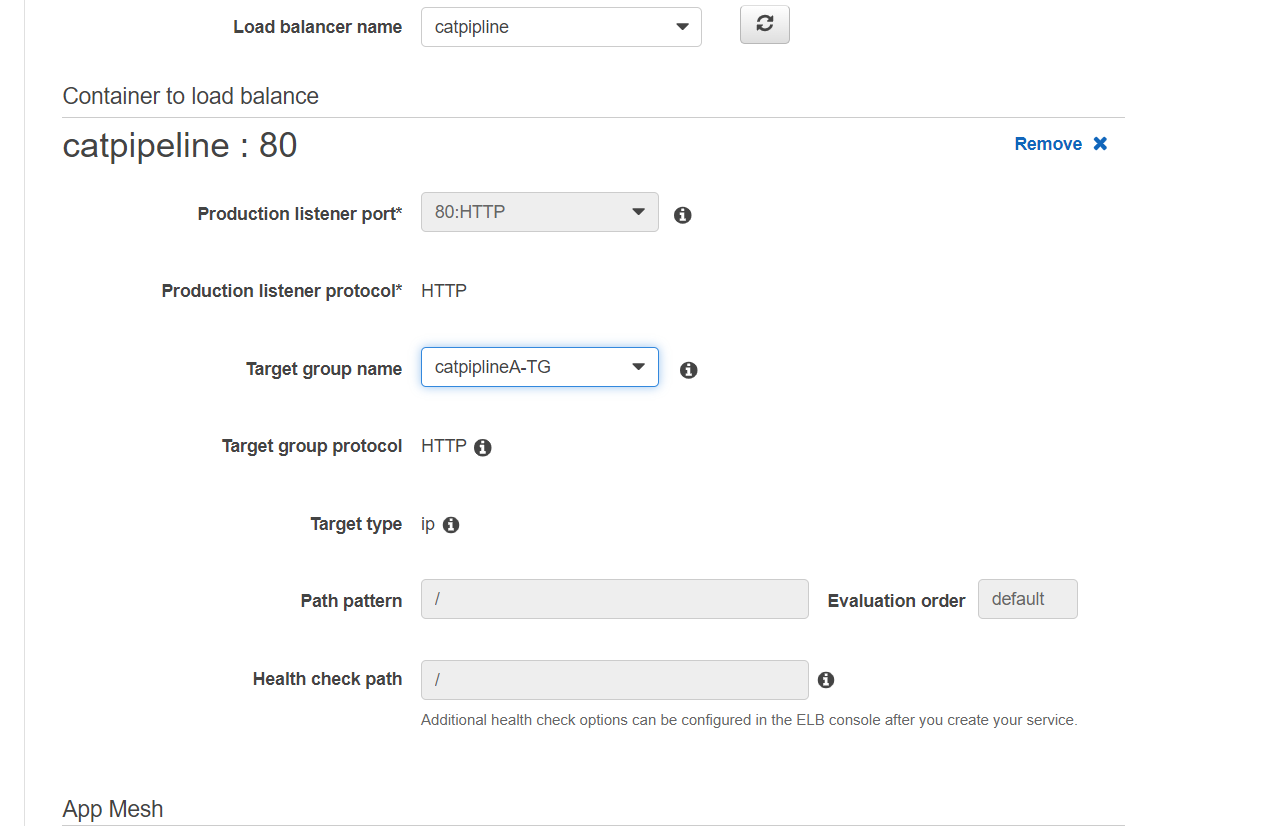 Load balancer name catpipline
Container to load balance
catpipeline : 80 Remove
Production listener port* 80:HTTP
Production listener protocol* HTTP
Target group name catpiplineA-TG
Target group protocol HTTP
Target type ip
Path pattern / Evaluation order default
Health check path /
Additional health check options can be configured in the ELB console after you create your service.
App Mesh